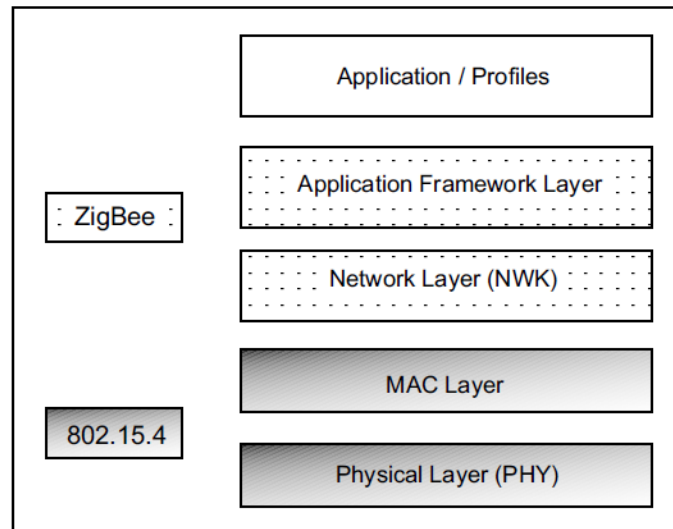 Application / Profiles
Application Framework Layer
ZigBee
Network Layer (NWK)
MAC Layer
802.15.4
Physical Layer (PHY)